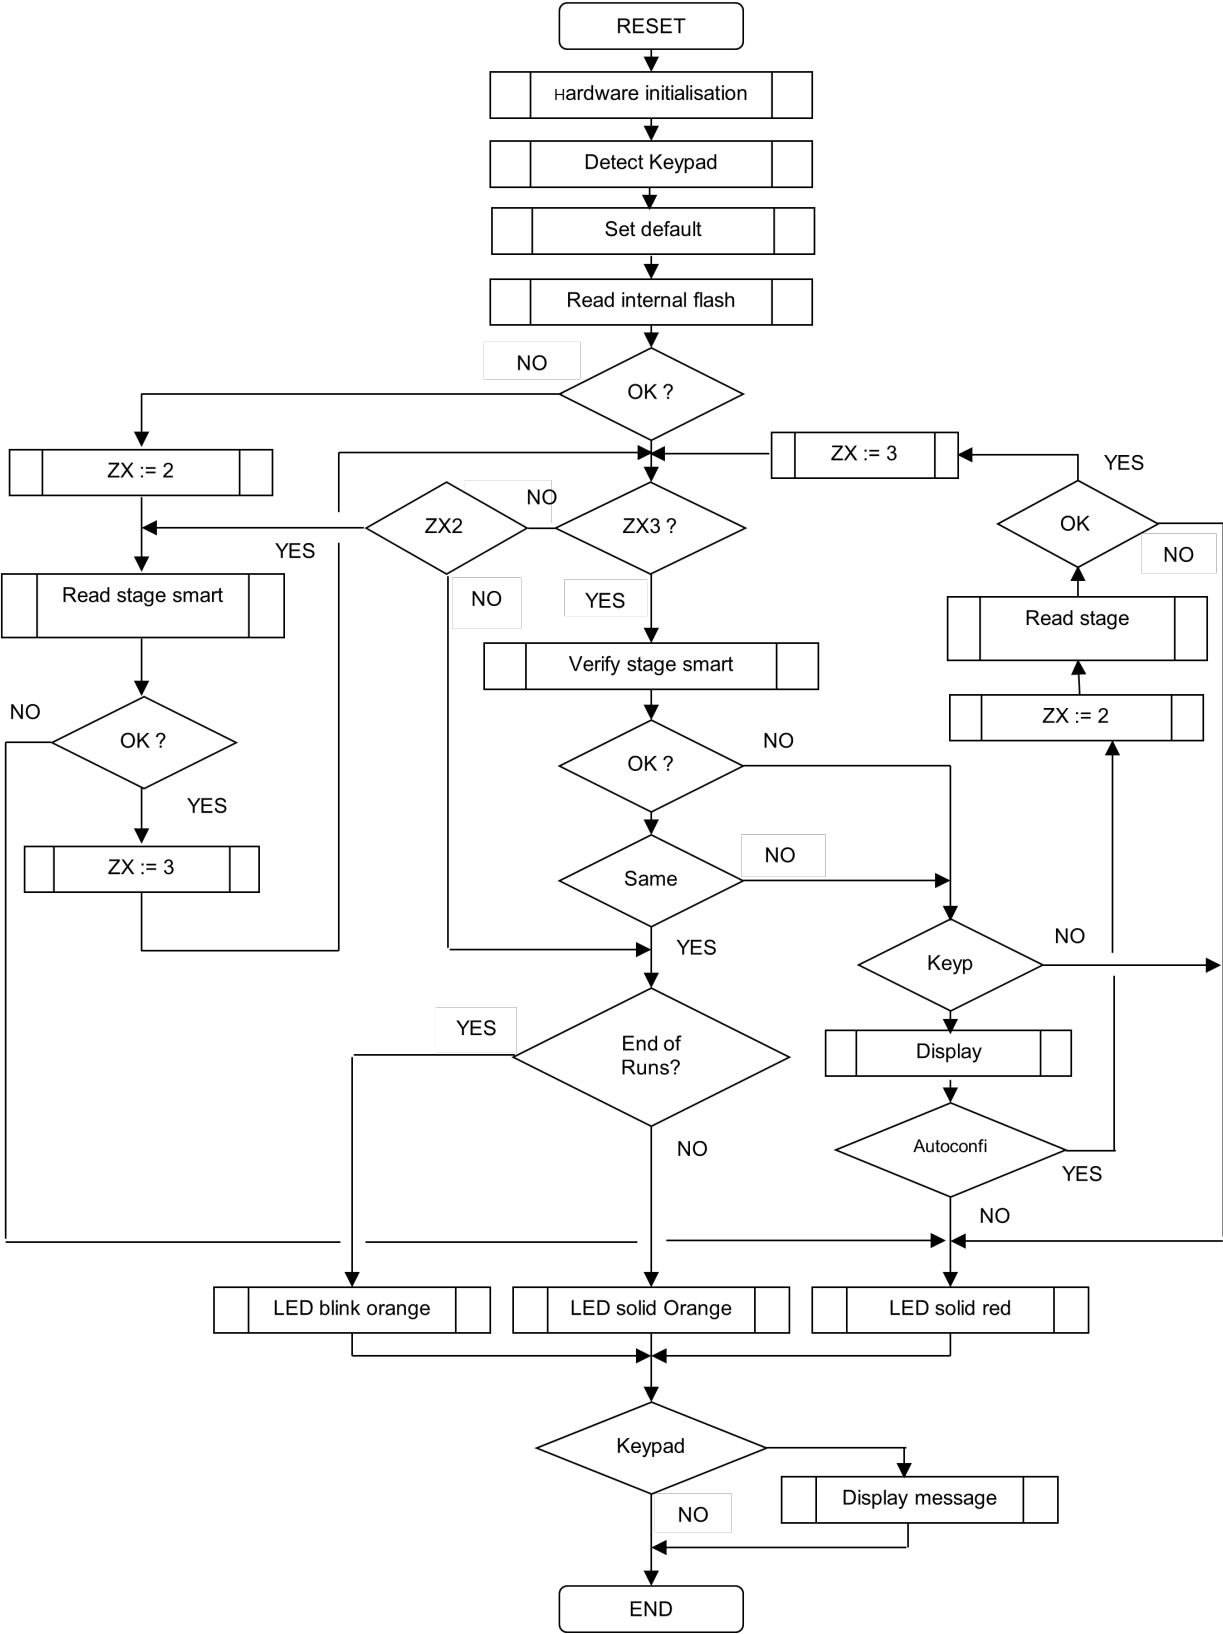 RESET
Hardware initialisation
Detect Keypad
Set default
Read internal flash
NO
OK ?
ZX := 2
ZX := 3
YES
NO
ZX2
ZX3 ?
OK
YES
NO
NO
YES
Read stage smart
Read stage
Verify stage smart
NO
ZX := 2
OK ?
NO
OK ?
YES
NO
ZX := 3
Same
YES
NO
Keyp
YES
End of
Runs?
Display
NO
Autoconfi
YES
NO
LED blink orange
LED solid Orange
LED solid red
Keypad
Display message
NO
END